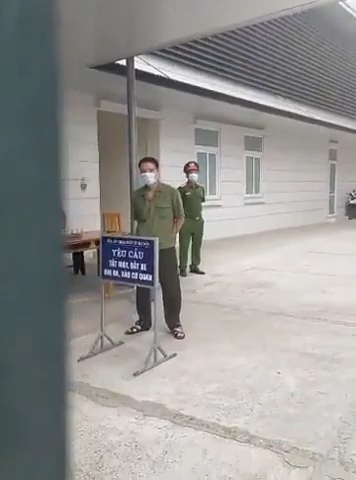 YÊU CẦU
TẮT MÁY, DẮT XE
KHI RA, VÀO CƠ QUAN